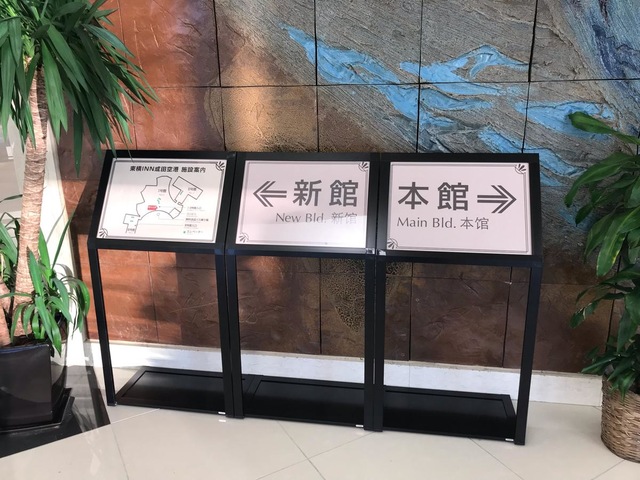 東横INN成田空港 施設案内
⇐新館
New Bld. 新馆
本館⇒
Main Bld. 本馆